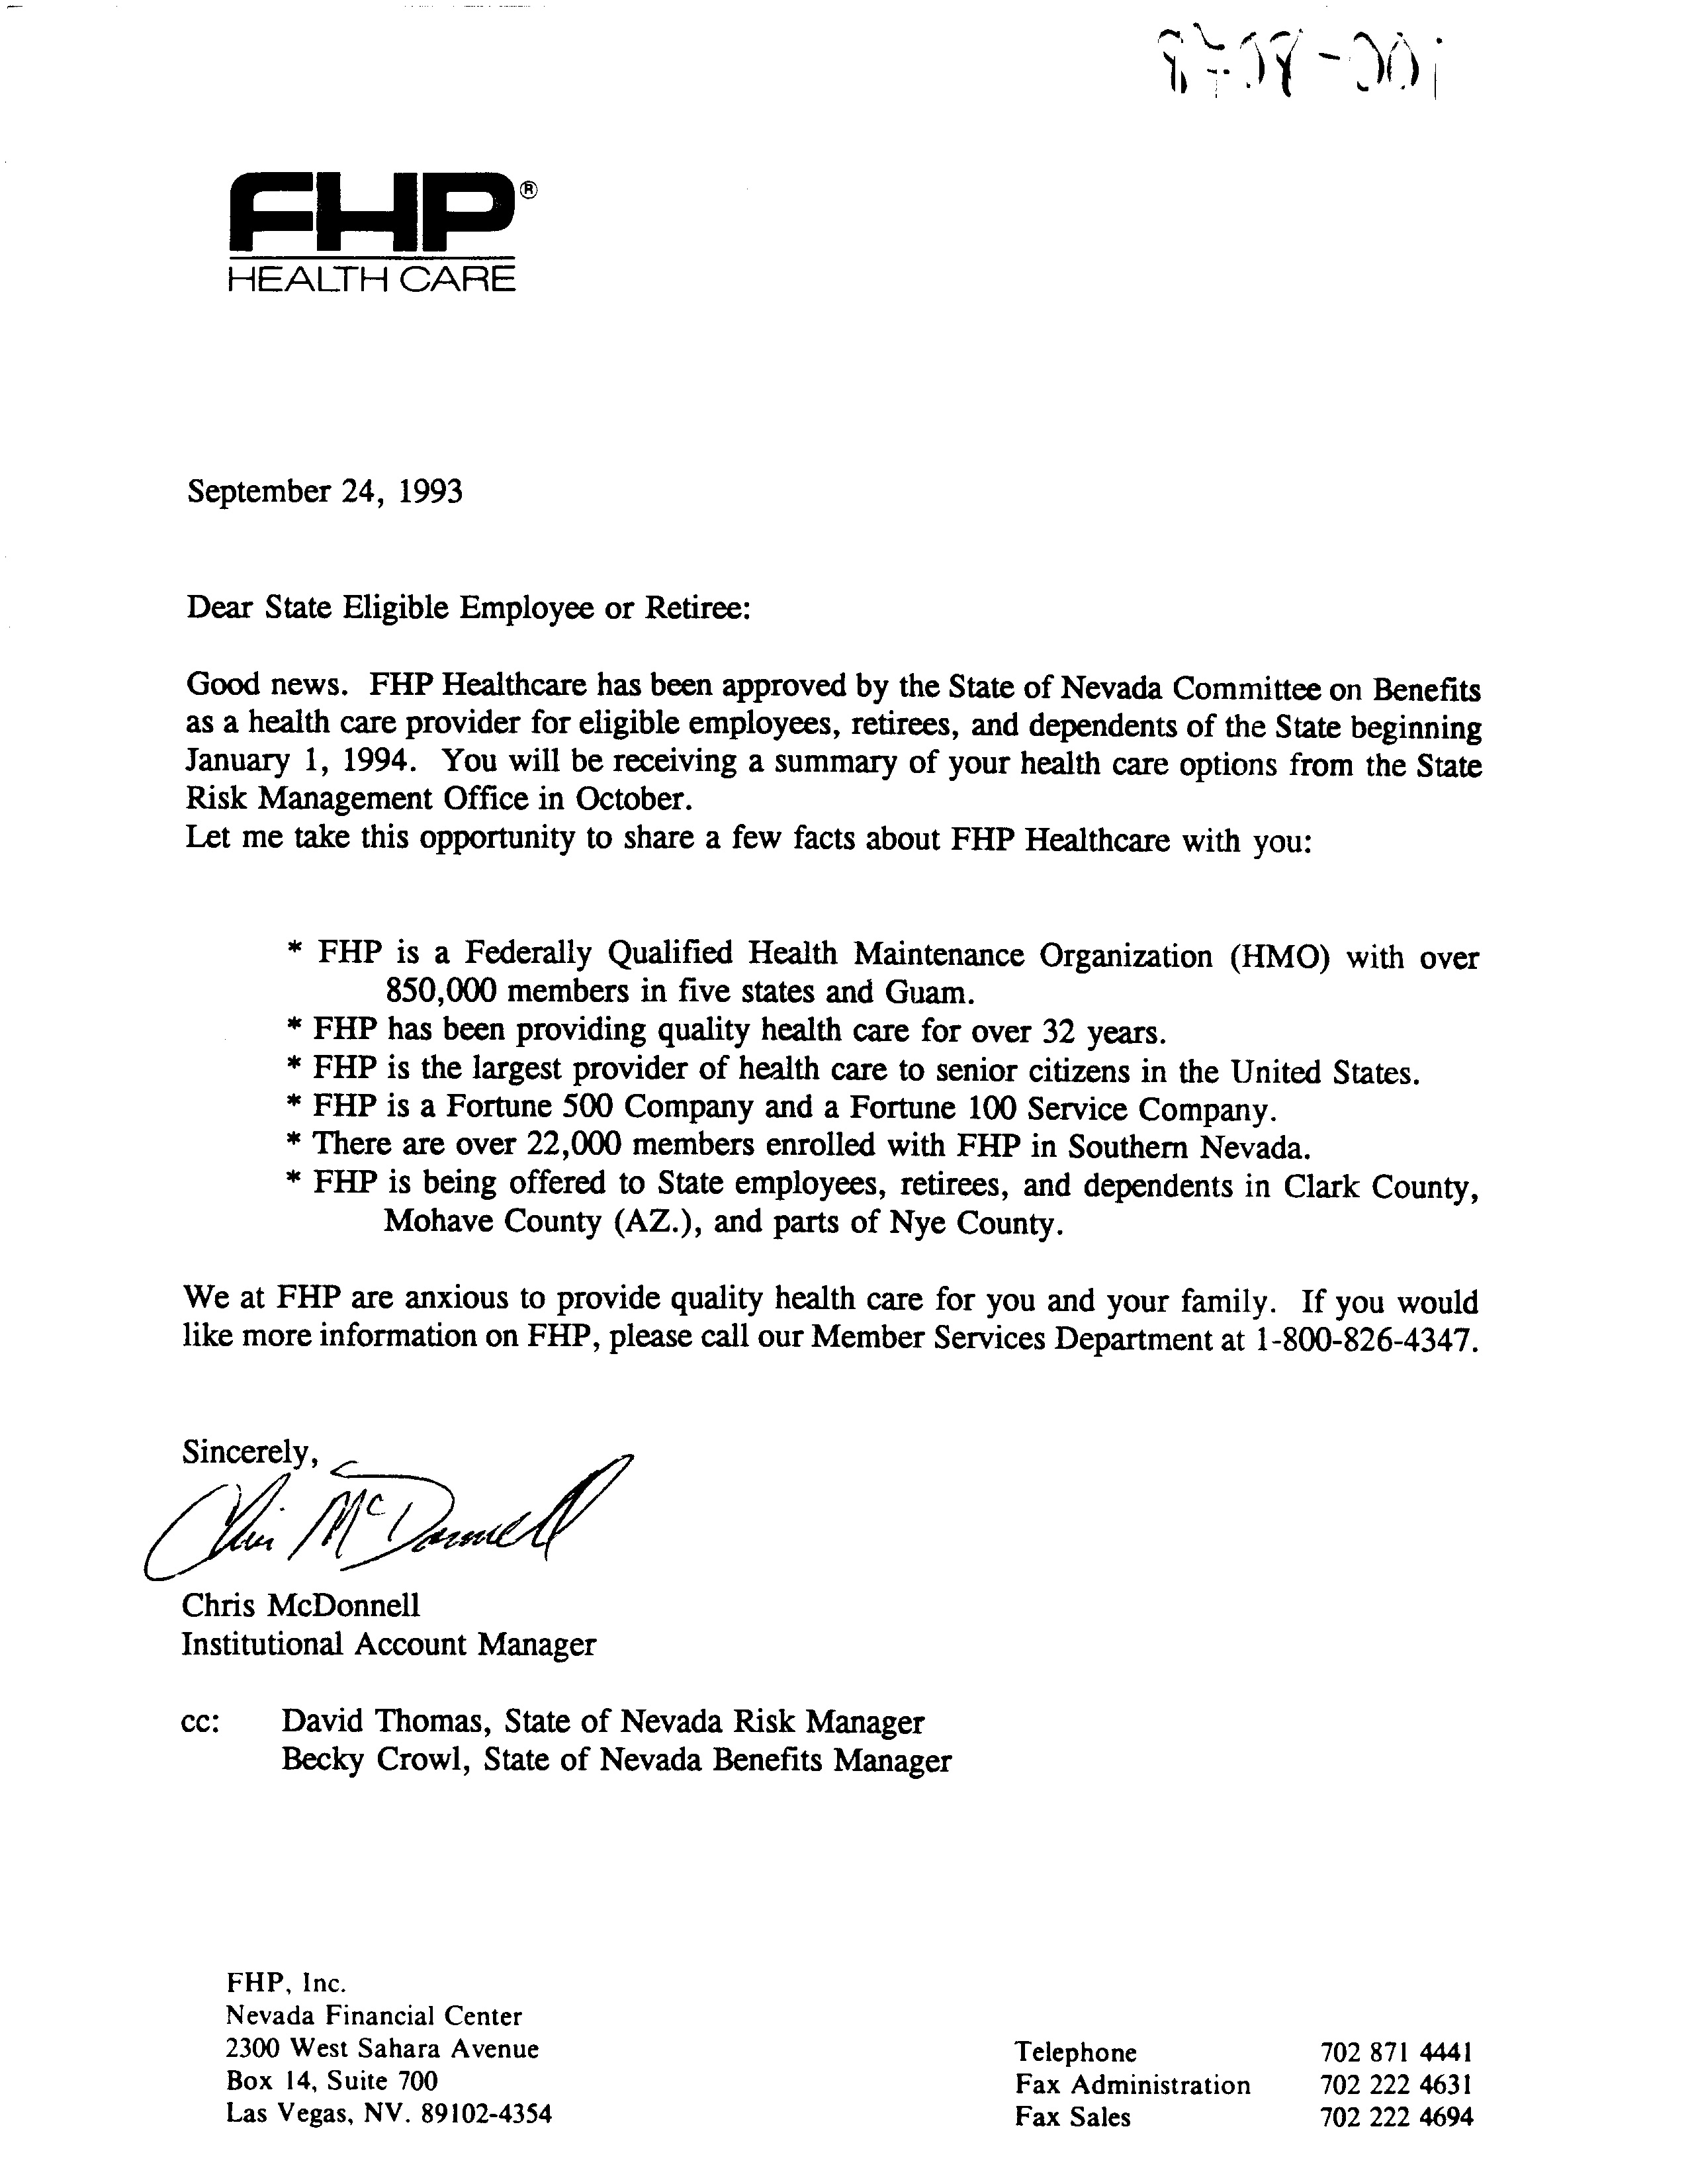 FHP®
HEALTH CARE
September 24, 1993
Dear State Eligible Employee or Retiree:
Good news. FHP Healthcare has been approved by the State of Nevada Committee on Benefits
as a health care provider for eligible employees, retirees, and dependents of the State beginning
January 1, 1994. You will be receiving a summary of your health care options from the State
Risk Management Office in October.
Let me take this opportunity to share a few facts about FHP Healthcare with you:
* FHP is a Federally Qualified Health Maintenance Organization (HMO) with over
850,000 members in five states and Guam.
* FHP has been providing quality health care for over 32 years.
* FHP is the largest provider of health care to senior citizens in the United States.
* FHP is a Fortune 500 Company and a Fortune 100 Service Company.
* There are over 22,000 members enrolled with FHP in Southern Nevada.
* FHP is being offered to State employees, retirees, and dependents in Clark County,
Mohave County (AZ.), and parts of Nye County.
We at FHP are anxious to provide quality health care for you and your family. If you would
like more information on FHP, please call our Member Services Department at 1-800-826-4347.
Sincerely,
Chris McDonnell
Chris McDonnell
Institutional Account Manager
cc: David Thomas, State of Nevada Risk Manager
Becky Crowl, State of Nevada Benefits Manager
FHP, Inc.
Nevada Financial Center
2300 West Sahara Avenue
Box 14, Suite 700
Las Vegas, NV. 89102-4354
Telephone 702 871 4441
Fax Administration 702 222 4631
Fax Sales 702 222 4694